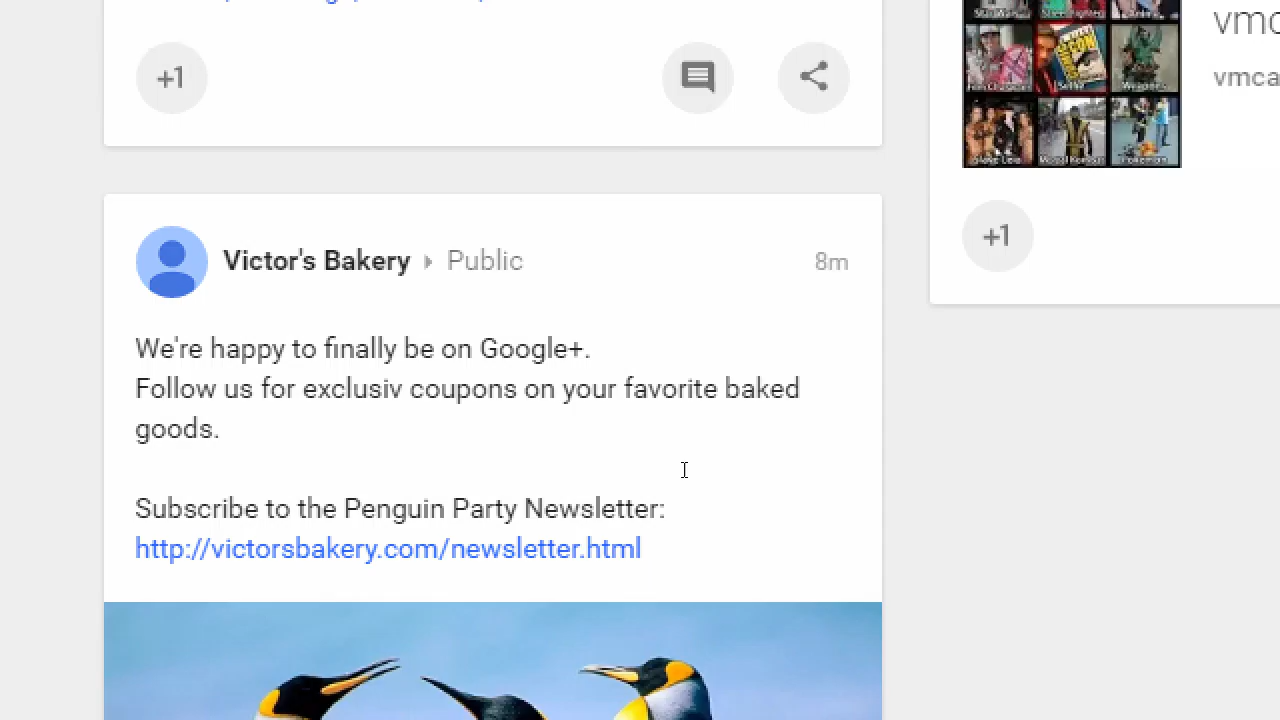 +1
vmc
vmca
+1
Victor's Bakery Public 8m
We're happy to finally be on Google+.
Follow us for exclusiv coupons on your favorite baked
goods.
Subscribe to the Penguin Party Newsletter:
http://victorsbakery.com/newsletter.html